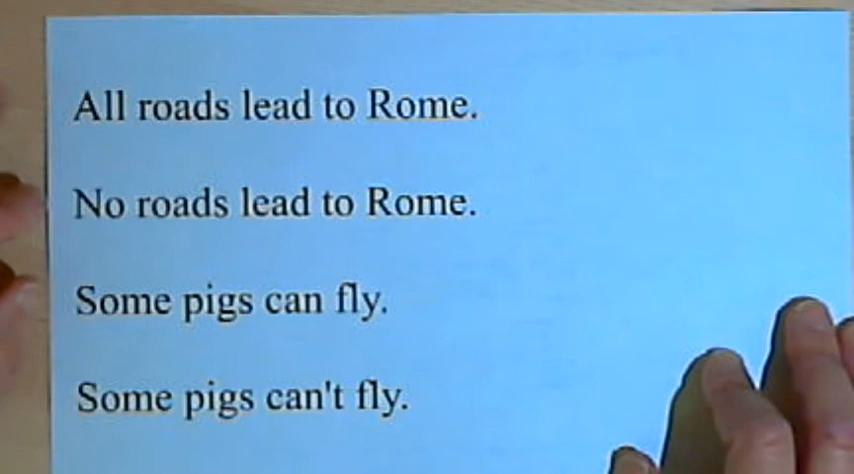 All roads lead to Rome.
No roads lead to Rome.
Some pigs can fly.
Some pigs can't fly.